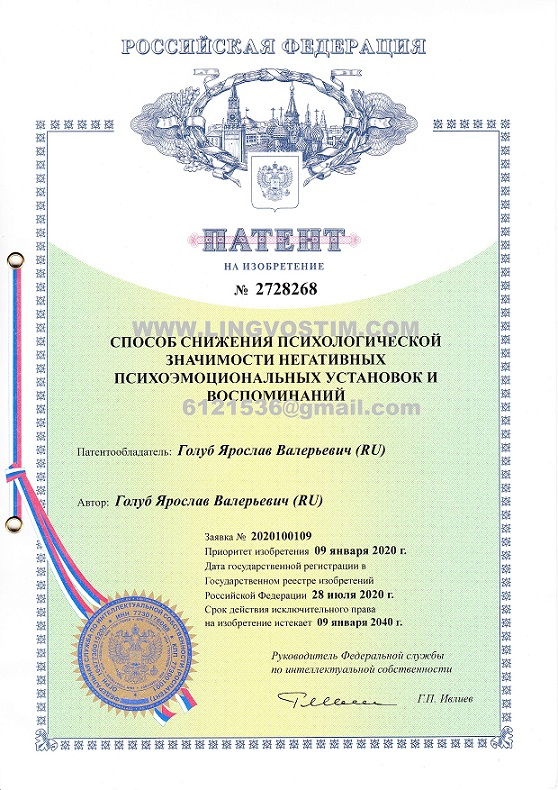 РОССИЙСКАЯ ФЕДЕРАЦИЯ
ПАТЕНТ
НА ИЗОБРЕТЕНИЕ
№ 2728268
WWW.LINGVOSTIM.COM
СПОСОБ СНИЖЕНИЯ ПСИХОЛОГИЧЕСКОЙ
ЗНАЧИМОСТИ НЕГАТИВНЫХ
ПСИХОЭМОЦИОНАЛЬНЫХ УСТАНОВОК И
ВОСПОМИНАНИЙ
6121536@gmail.com
Патентообладатель: Голуб Ярослав Валерьевич (RU)
Автор: Голуб Ярослав Валерьевич (RU)
Заявка № 2020100109
Приоритет изобретения 09 января 2020 г.
Дата государственной регистрации в
Государственном реестре изобретений
Российской Федерации 28 июля 2020 г.
Срок действия исключительного права
на изобретение истекает 09 января 2040 г.
Руководитель Федеральной службы
по интеллектуальной собственности
Г.П. Ивлиев